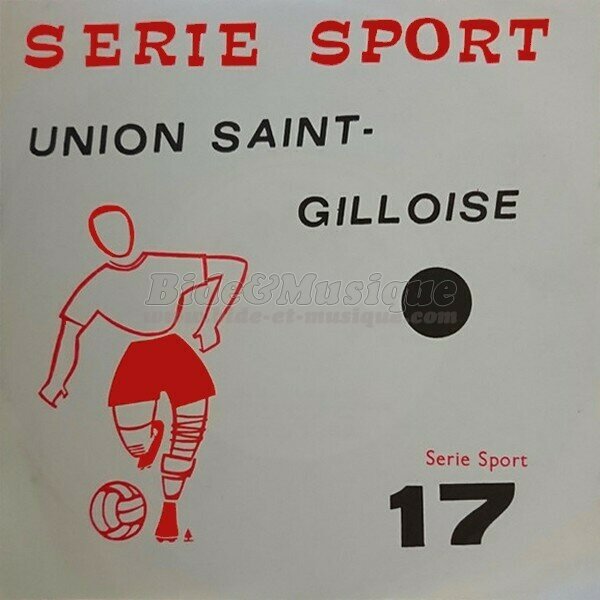 SERIE SPORT
UNION SAINT-
GILLOISE
Bide&Musique
www.bide-et-musique.com
Serie Sport
17